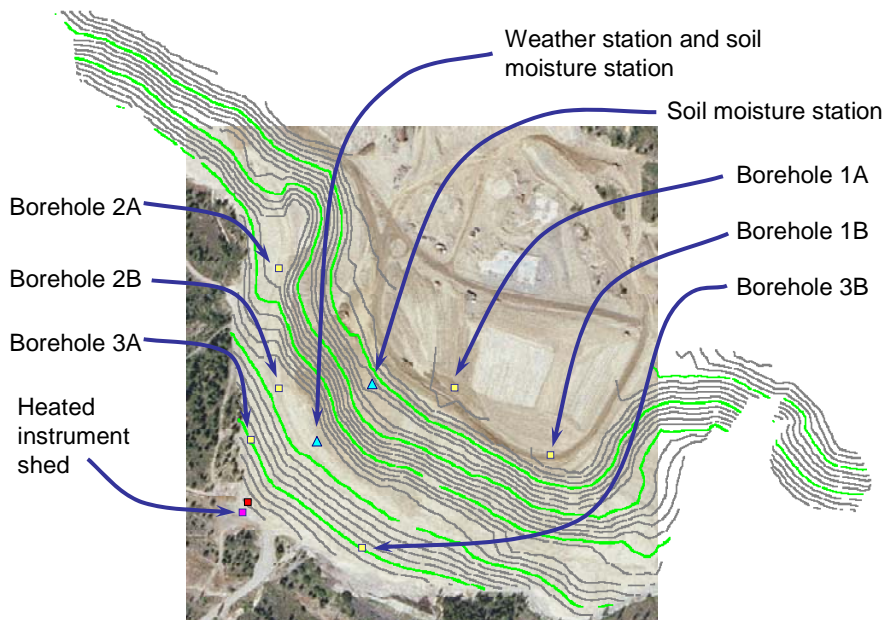 Weather station and soil
moisture station
Soil moisture station
Borehole 1A
Borehole 2A
Borehole 1B
Borehole 2B
Borehole 3B
Borehole 3A
Heated
instrument
shed